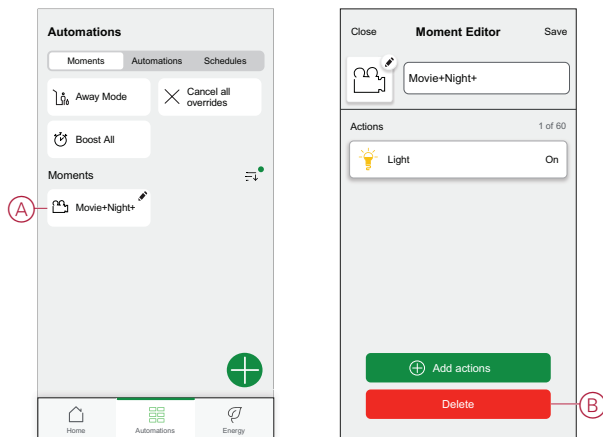 Automations
Moments
Automations
Schedules
Away Mode
Cancel all
overrides
Boost All
Moments
A
Movie+Night+
Home
Automations
Energy
Close
Moment Editor
Save
Movie+Night+
Actions
1 of 60
Light
On
Add actions
Delete
B